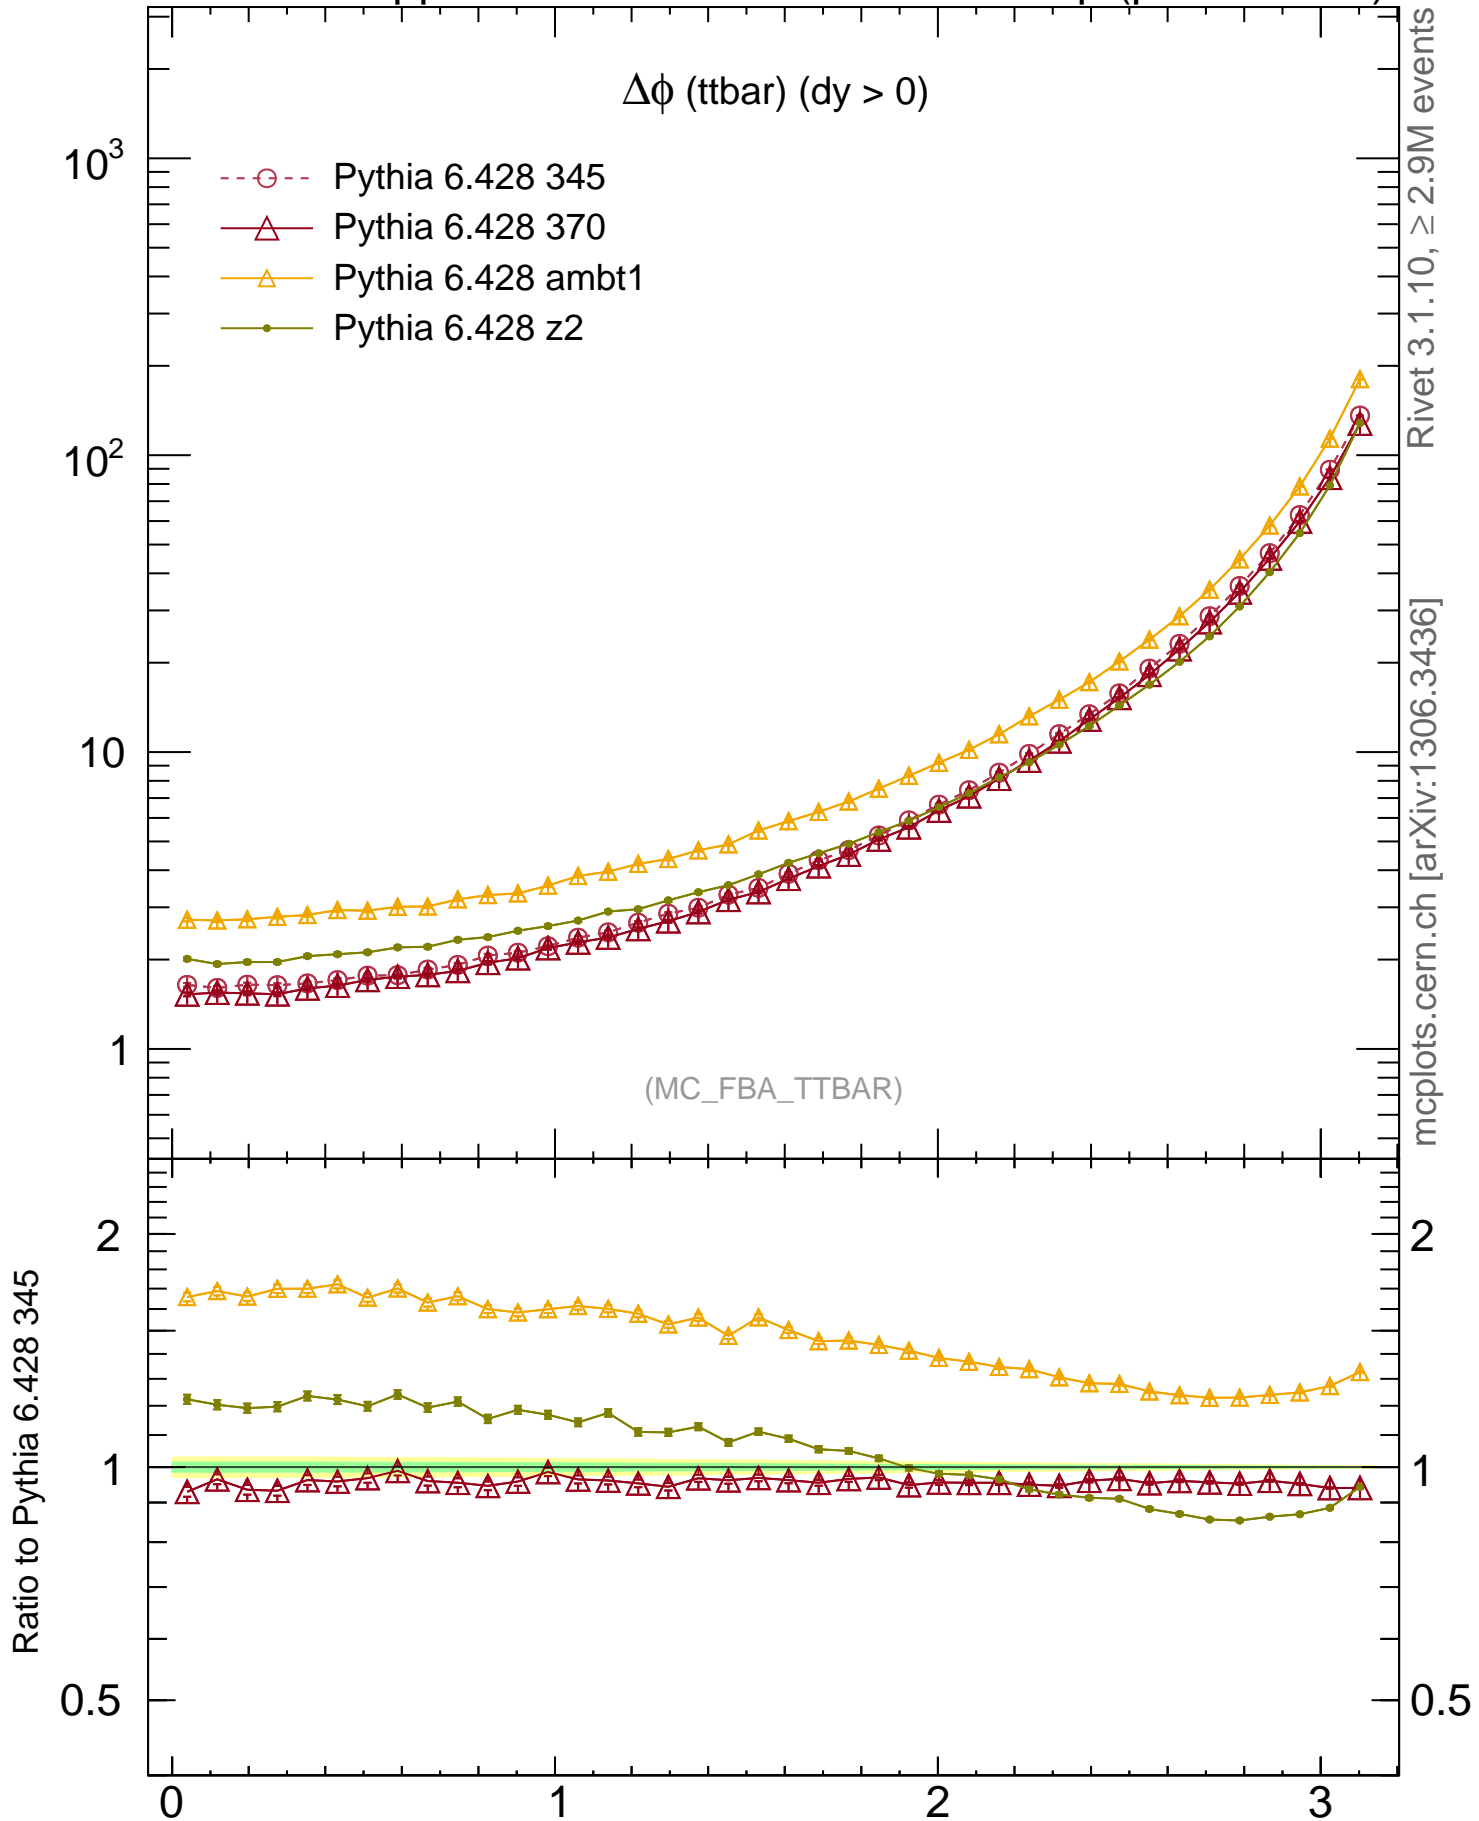 Δϕ (ttbar) (dy > 0)
Pythia 6.428 345
Pythia 6.428 370
Pythia 6.428 ambt1
Pythia 6.428 z2
10³
10²
10
1
(MC_FBA_TTBAR)
Rivet 3.1.10, ≥ 2.9M events
mcplots.cern.ch [arXiv:1306.3436]
Ratio to Pythia 6.428 345
2
1
0.5
2
1
0.5
0
1
2
3